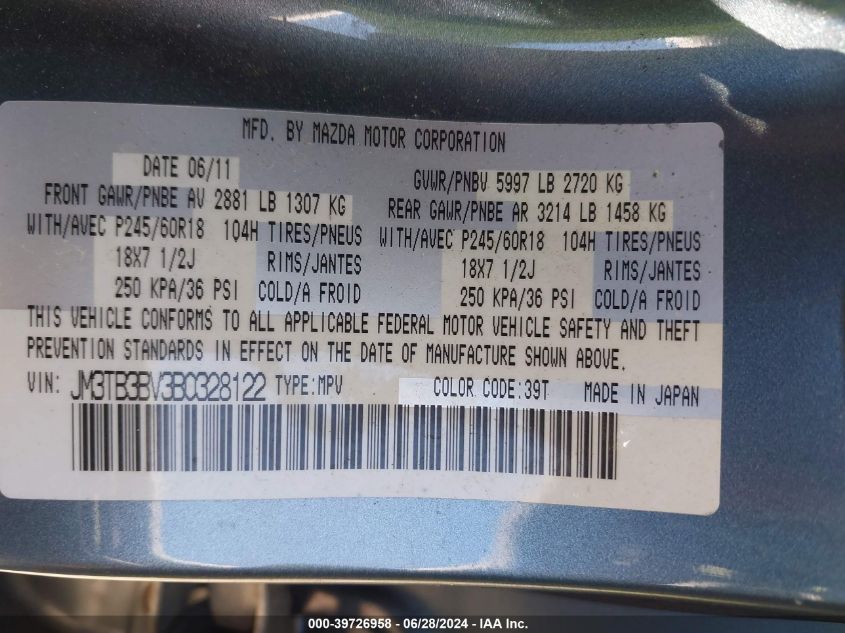 MFD. BY MAZDA MOTOR CORPORATION
DATE 06/11 GVWR/PNBV 5997 LB 2720 KG
FRONT GAWR/PNBE AV 2881 LB 1307 KG REAR GAWR/PNBE AR 3214 LB 1458 KG
WITH/AVEC P245/60R18 104H TIRES/PNEUS WITH/AVEC P245/60R18 104H TIRES/PNEUS
18X7 1/2J RIMS/JANTES 18X7 1/2J RIMS/JANTES
250 KPA/36 PSI COLD/A FROID 250 KPA/36 PSI COLD/A FROID
THIS VEHICLE CONFORMS TO ALL APPLICABLE FEDERAL MOTOR VEHICLE SAFETY AND THEFT
PREVENTION STANDARDS IN EFFECT ON THE DATE OF MANUFACTURE SHOWN ABOVE.
VIN: JM3TB3BV3B0328122 TYPE:MPV COLOR CODE:39T MADE IN JAPAN
000-39726958 - 06/28/2024 - IAA Inc.